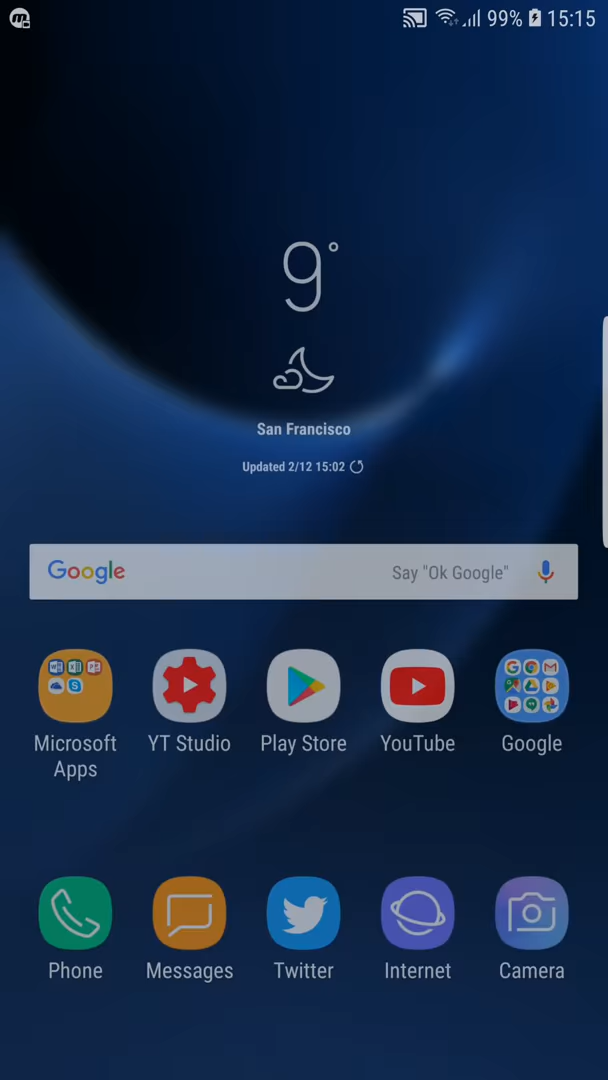 99% 15:15
9°
San Francisco
Updated 2/12 15:02
Google Say "Ok Google"
Microsoft Apps YT Studio Play Store YouTube Google
Phone Messages Twitter Internet Camera